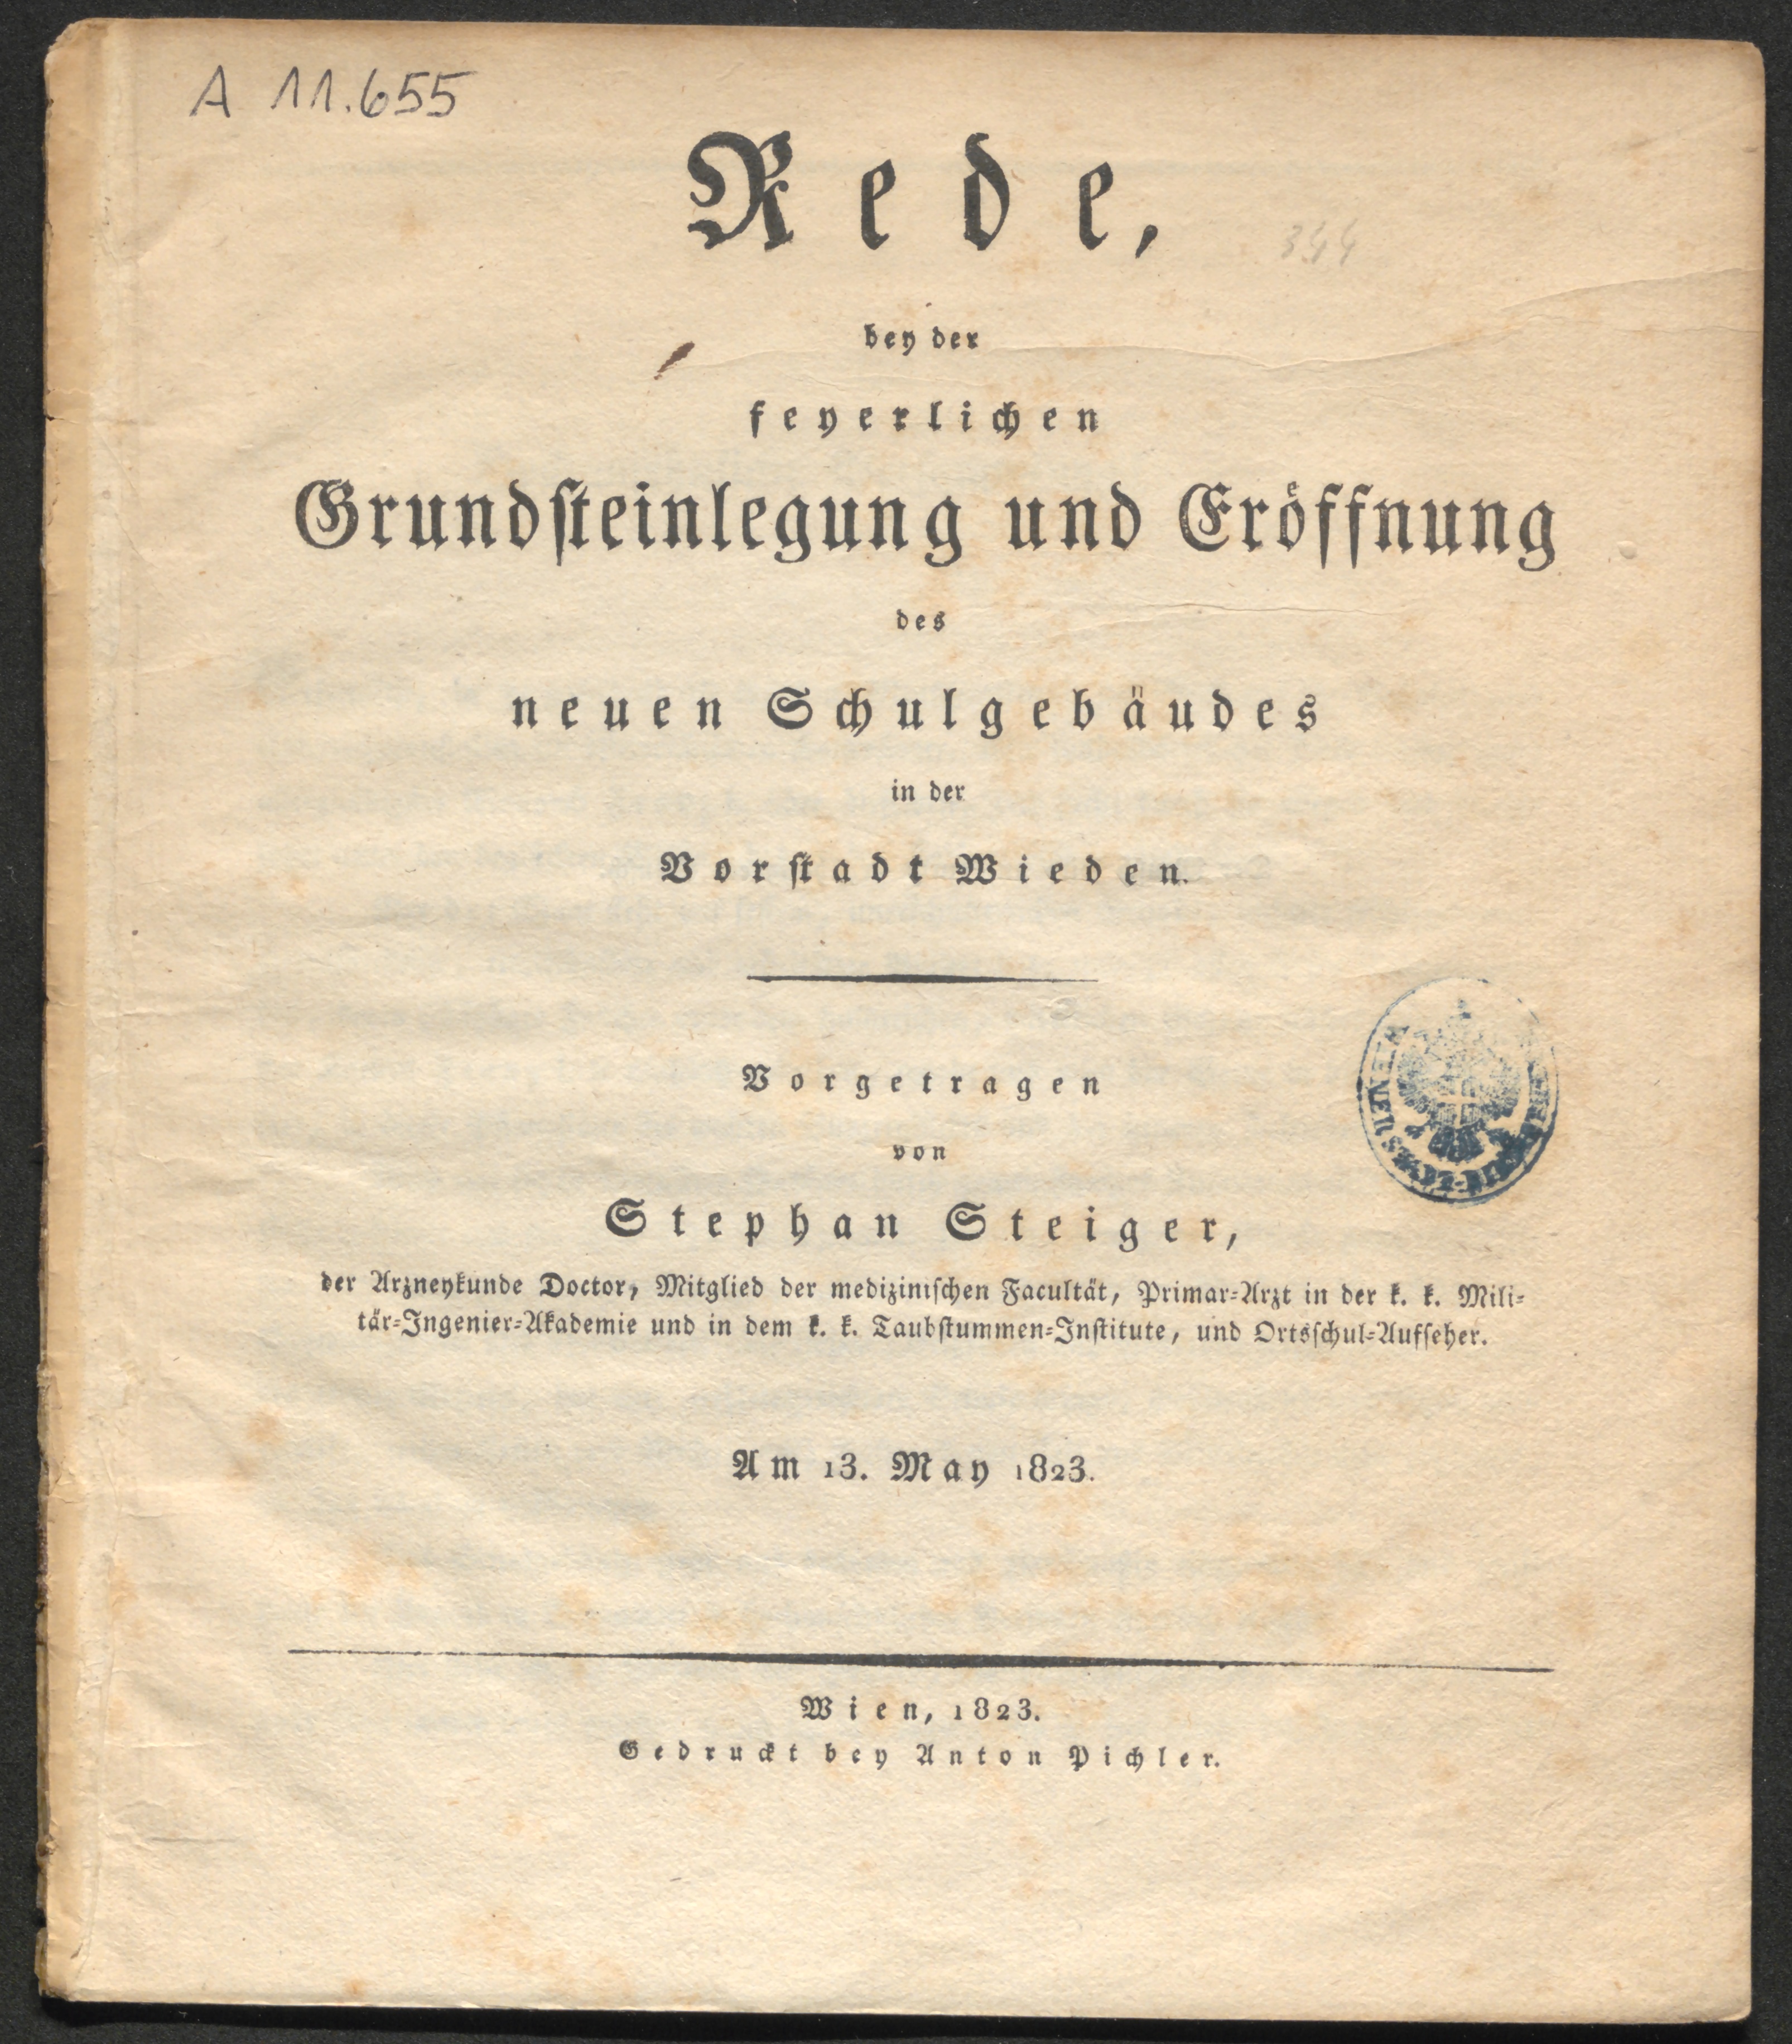 A 11.655
Rede,
344
bey der
feyerlichen
Grundsteinlegung und Eröffnung
des
neuen Schulgebäudes
in der
Vorstadt Wieden.
Vorgetragen
von
Stephan Steiger,
der Arzneykunde Doctor, Mitglied der medizinischen Facultät, Primar-Arzt in der k. k. Mili-
tär-Ingenier-Akademie und in dem k. k. Taubstummen-Institute, und Ortsschul-Aufseher.
Am 13. May 1823.
Wien, 1823.
Gedruckt bey Anton Pichler.